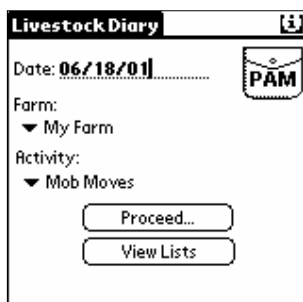 Livestock Diary
Date: 06/18/01
PAM
Farm:
My Farm
Activity:
Mob Moves
Proceed...
View Lists